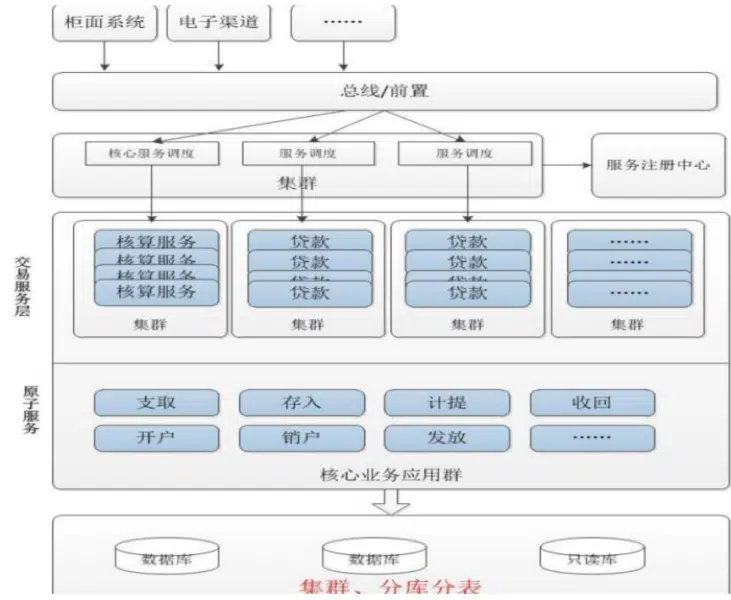 柜面系统
电子渠道
……
总线/前置
核心服务调度
服务调度
服务调度
集群
服务注册中心
交易服务层
核算服务
核算服务
核算服务
核算服务
集群
贷款
贷款
贷款
集群
贷款
贷款
贷款
集群
……
……
……
集群
原子服务
支取
存入
计提
收回
开户
销户
发放
……
核心业务应用群
数据库
数据库
只读库
集群、分库分表